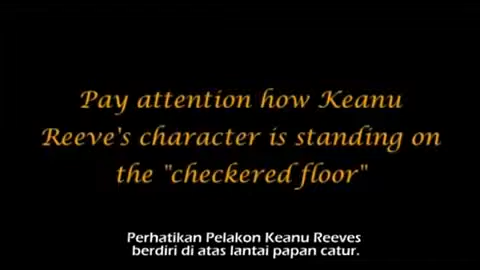 Pay attention how Keanu
Reeve's character is standing on
the "checkered floor"
Perhatikan Pelakon Keanu Reeves
berdiri di atas lantai papan catur.